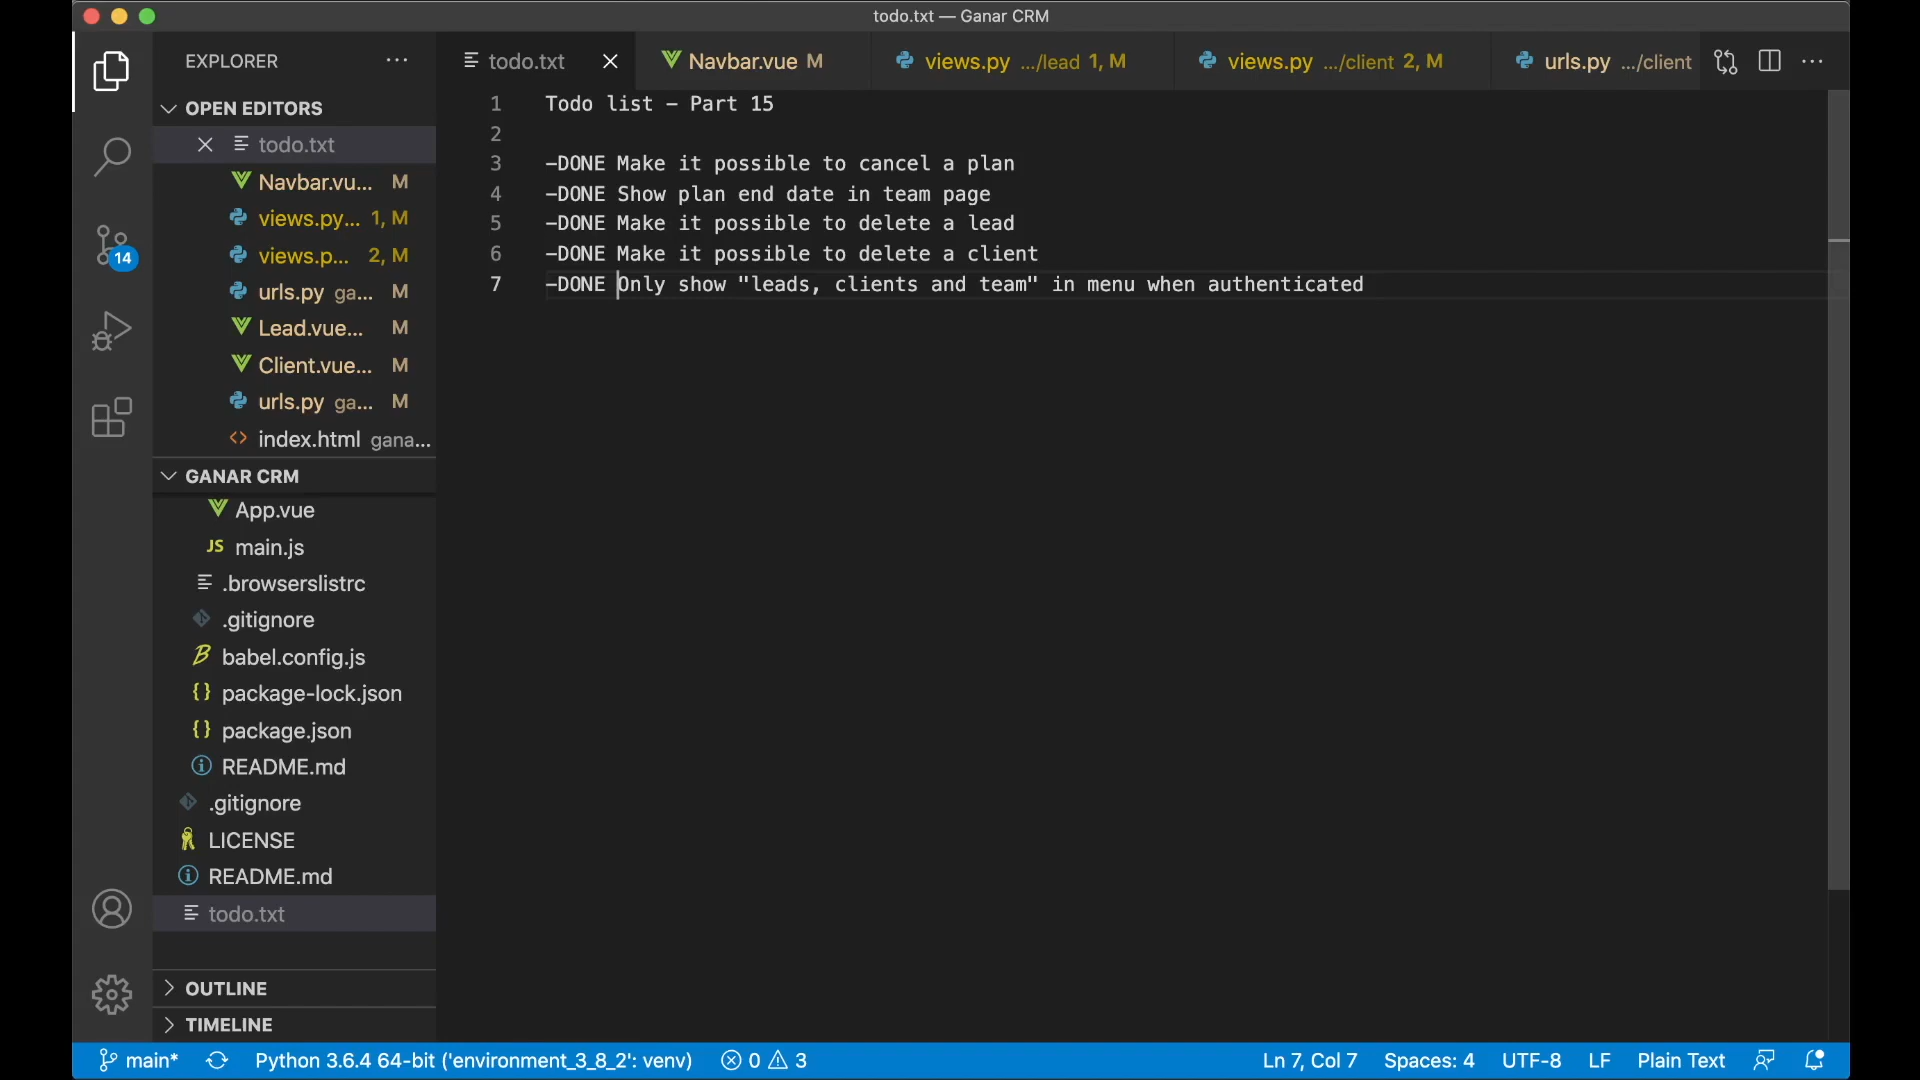 todo.txt — Ganar CRM
EXPLORER
OPEN EDITORS
todo.txt
Navbar.vu... M
views.py... 1, M
views.p... 2, M
urls.py ga... M
Lead.vue... M
Client.vue... M
urls.py ga... M
index.html gana...
GANAR CRM
App.vue
JS main.js
.browserslistrc
.gitignore
babel.config.js
{} package-lock.json
{} package.json
README.md
.gitignore
LICENSE
README.md
todo.txt
OUTLINE
TIMELINE
14
todo.txt
Navbar.vue M
views.py .../lead 1, M
views.py .../client 2, M
urls.py .../client
1 Todo list - Part 15
2
3 -DONE Make it possible to cancel a plan
4 -DONE Show plan end date in team page
5 -DONE Make it possible to delete a lead
6 -DONE Make it possible to delete a client
7 -DONE Only show "leads, clients and team" in menu when authenticated
main* Python 3.6.4 64-bit ('environment_3_8_2': venv) 0 3 Ln 7, Col 7 Spaces: 4 UTF-8 LF Plain Text